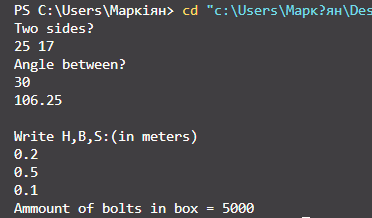 PS C:\Users\Маркіян> cd "c:\Users\Марк?ян\Des
Two sides?
25 17
Angle between?
30
106.25
Write H,B,S:(in meters)
0.2
0.5
0.1
Ammount of bolts in box = 5000